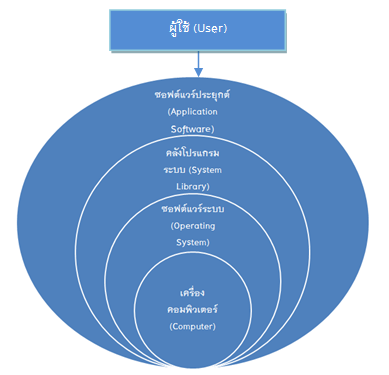 ผู้ใช้ (User)
ซอฟต์แวร์ประยุกต์
(Application
Software)
คลังโปรแกรม
ระบบ (System
Library)
ซอฟต์แวร์ระบบ
(Operating
System)
เครื่อง
คอมพิวเตอร์
(Computer)